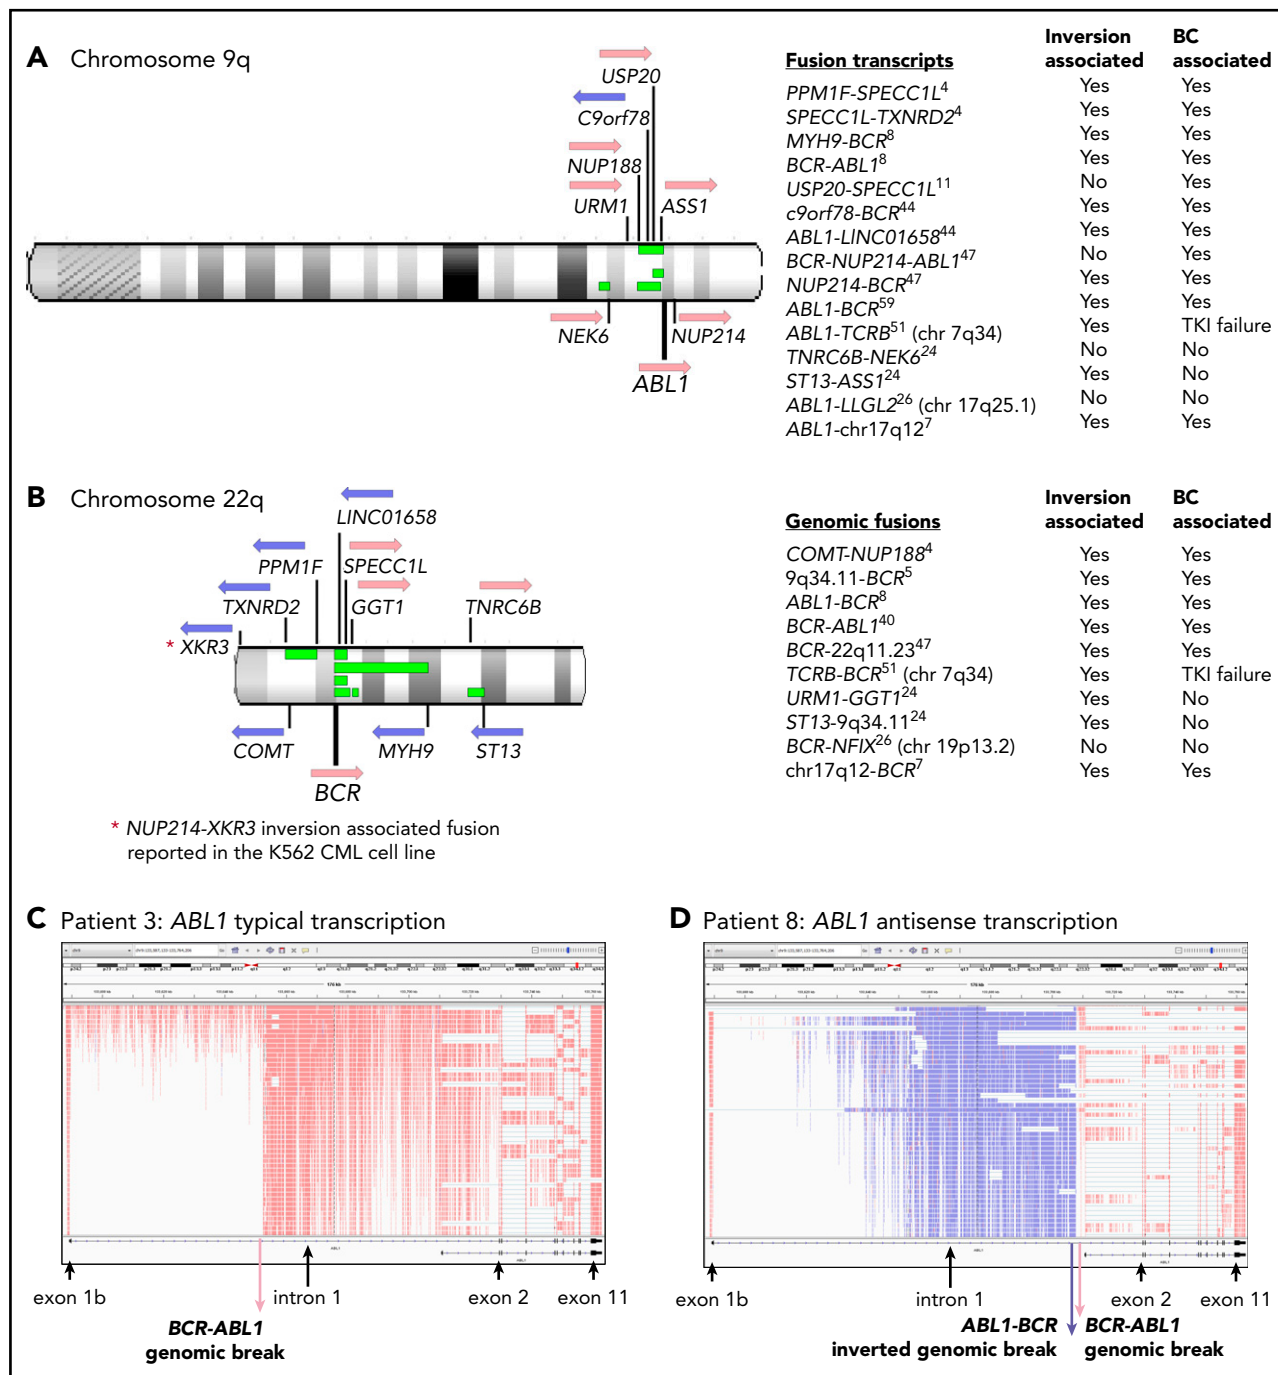 A Chromosome 9q
USP20
C9orf78
NUP188
URM1
ASS1
NEK6
NUP214
ABL1
Fusion transcripts Inversion associated BC associated
PPM1F-SPECC1L4 Yes Yes
SPECC1L-TXNRD24 Yes Yes
MYH9-BCR8 Yes Yes
BCR-ABL18 Yes Yes
USP20-SPECC1L11 No Yes
c9orf78-BCR44 Yes Yes
ABL1-LINC0165844 Yes Yes
BCR-NUP214-ABL147 No Yes
NUP214-BCR47 Yes Yes
ABL1-BCR59 Yes Yes
ABL1-TCRB51 (chr 7q34) Yes TKI failure
TNRC6B-NEK624 No No
ST13-ASS124 Yes No
ABL1-LLGL226 (chr 17q25.1) No No
ABL1-chr17q127 Yes Yes
B Chromosome 22q
LINC01658
PPM1F SPECC1L
TXNRD2 GGT1 TNRC6B
* XKR3
COMT MYH9 ST13
BCR
* NUP214-XKR3 inversion associated fusion
reported in the K562 CML cell line
Genomic fusions Inversion associated BC associated
COMT-NUP1884 Yes Yes
9q34.11-BCR5 Yes Yes
ABL1-BCR8 Yes Yes
BCR-ABL140 Yes Yes
BCR-22q11.2347 Yes Yes
TCRB-BCR51 (chr 7q34) Yes TKI failure
URM1-GGT124 Yes No
ST13-9q34.1124 Yes No
BCR-NFIX26 (chr 19p13.2) No No
chr17q12-BCR7 Yes Yes
C Patient 3: ABL1 typical transcription
176 kb
ABL1
ABL1
exon 1b intron 1 exon 2 exon 11
BCR-ABL1
genomic break
D Patient 8: ABL1 antisense transcription
176 kb
ABL1
ABL1
exon 1b intron 1 exon 2 exon 11
ABL1-BCR
inverted genomic break
BCR-ABL1
genomic break